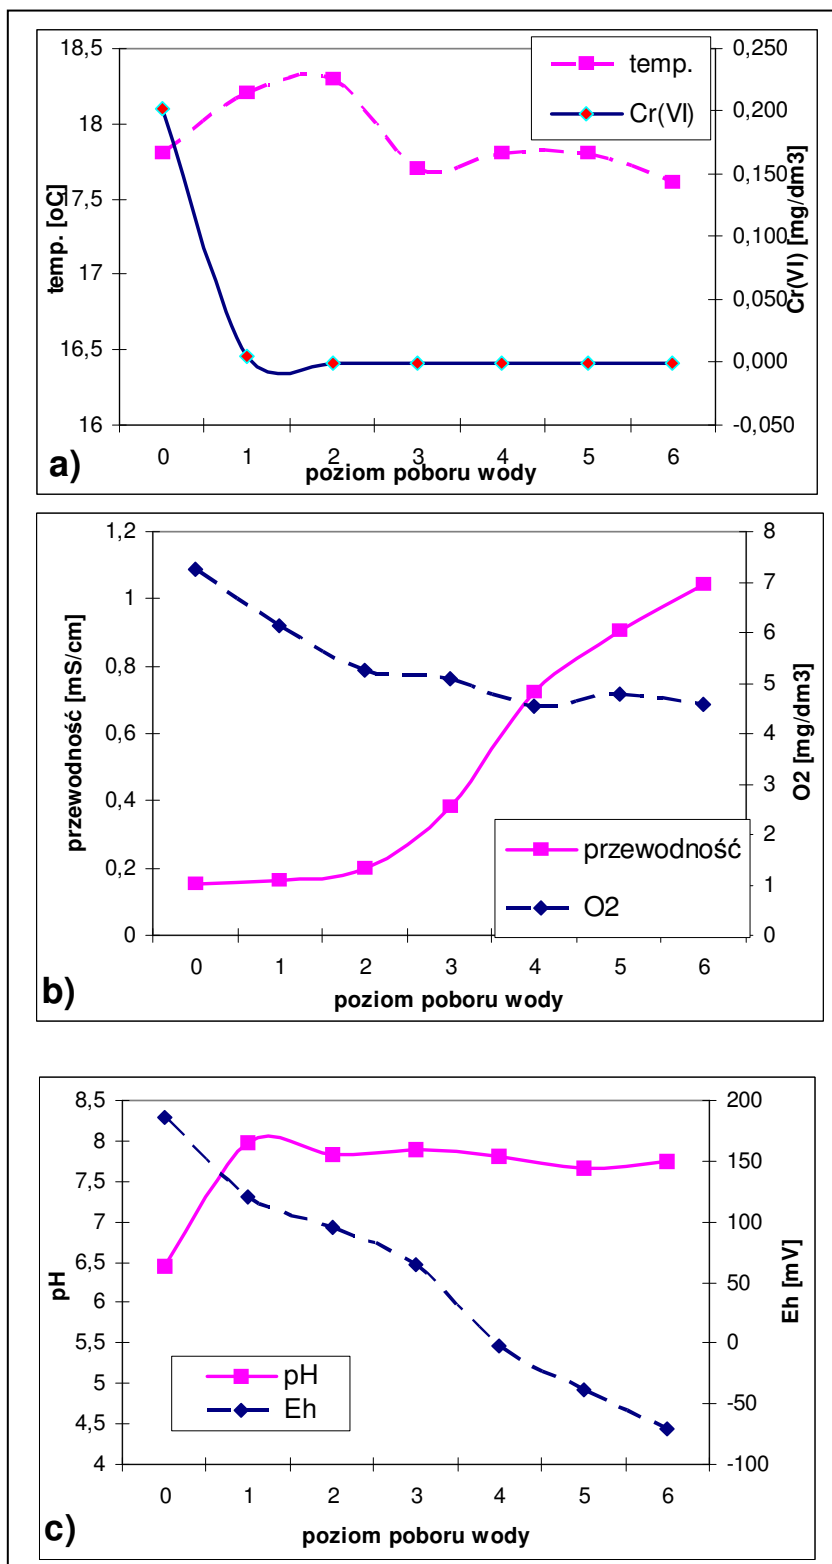 18,5
18
17,5
17
16,5
16
temp. [oC]
temp.
Cr(VI)
0,250
0,200
0,150
0,100
0,050
0,000
-0,050
Cr(VI) [mg/dm3]
0 1 2 3 4 5 6
poziom poboru wody
a)
1,2
1
0,8
0,6
0,4
0,2
0
przewodność [mS/cm]
8
7
6
5
4
3
2
1
0
O2 [mg/dm3]
przewodność
O2
0 1 2 3 4 5 6
poziom poboru wody
b)
8,5
8
7,5
7
6,5
6
5,5
5
4,5
4
pH
200
150
100
50
0
-50
-100
Eh [mV]
pH
Eh
0 1 2 3 4 5 6
poziom poboru wody
c)